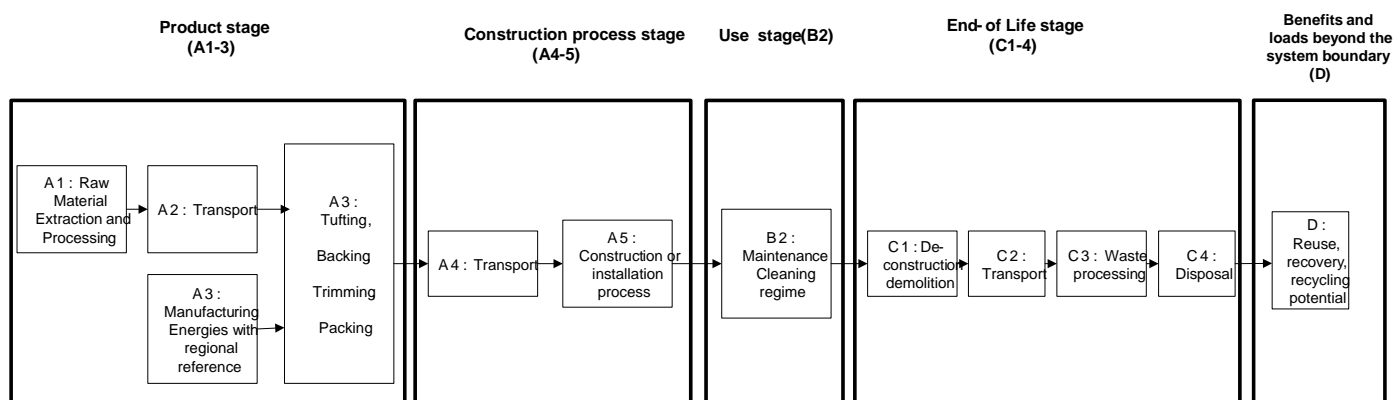 Product stage
(A1-3)
Construction process stage
(A4-5)
Use stage(B2)
End-of Life stage
(C1-4)
Benefits and
loads beyond the
system boundary
(D)
A1: Raw
Material
Extraction and
Processing
A2: Transport
A3:
Manufacturing
Energies with
regional
reference
A3:
Tufting,
Backing
Trimming
Packing
A4: Transport
A5:
Construction or
installation
process
B2:
Maintenance
Cleaning
regime
C1: De-
construction
demolition
C2:
Transport
C3: Waste
processing
C4:
Disposal
D:
Reuse,
recovery,
recycling
potential